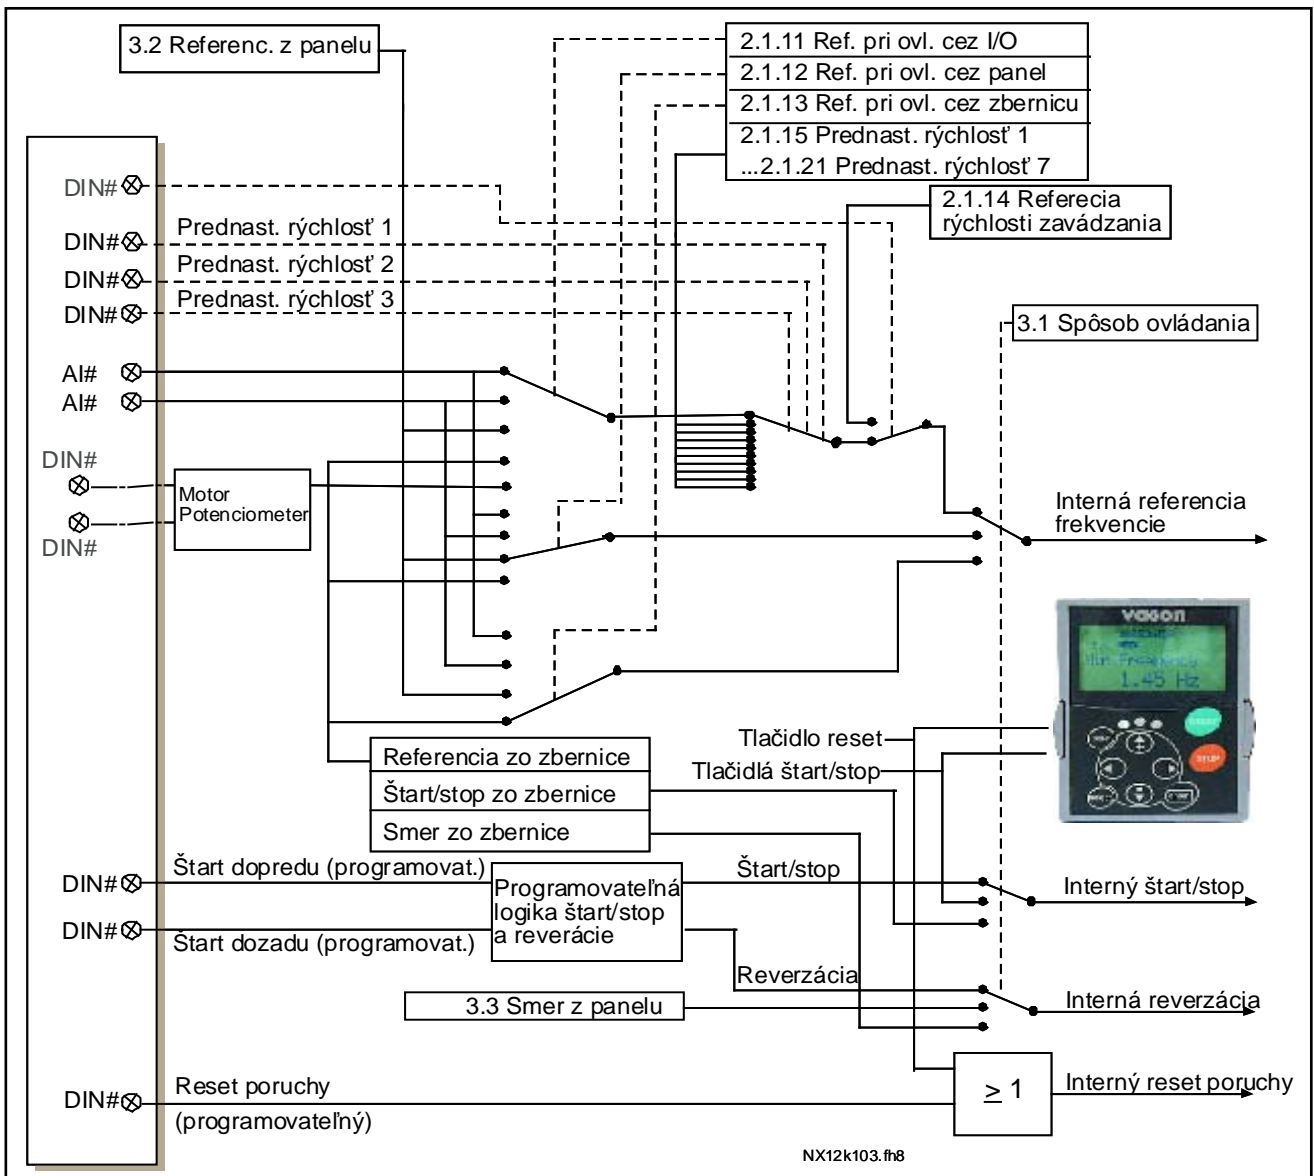 3.2 Referenc. z panelu
2.1.11 Ref. pri ovl. cez I/O
2.1.12 Ref. pri ovl. cez panel
2.1.13 Ref. pri ovl. cez zbernicu
2.1.15 Prednast. rýchlosť 1
...2.1.21 Prednast. rýchlosť 7
2.1.14 Referecia
rýchlosti zavádzania
DIN#
DIN#
Prednast. rýchlosť 1
DIN#
Prednast. rýchlosť 2
DIN#
Prednast. rýchlosť 3
3.1 Spôsob ovládania
AI#
AI#
DIN#
Motor
Potenciometer
DIN#
Interná referencia
frekvencie
vacon
Min Frequency
1.45 Hz
STOP
Tlačidlo reset
Tlačidlá štart/stop
Referencia zo zbernice
Štart/stop zo zbernice
Smer zo zbernice
DIN#
Štart dopredu (programovat.)
DIN#
Štart dozadu (programovat.)
Programovateľná
logika štart/stop
a reverácie
Štart/stop
Interný štart/stop
Reverzácia
3.3 Smer z panelu
Interná reverzácia
DIN#
Reset poruchy
(programovateľný)
≥ 1
Interný reset poruchy
NX12k103.fh8